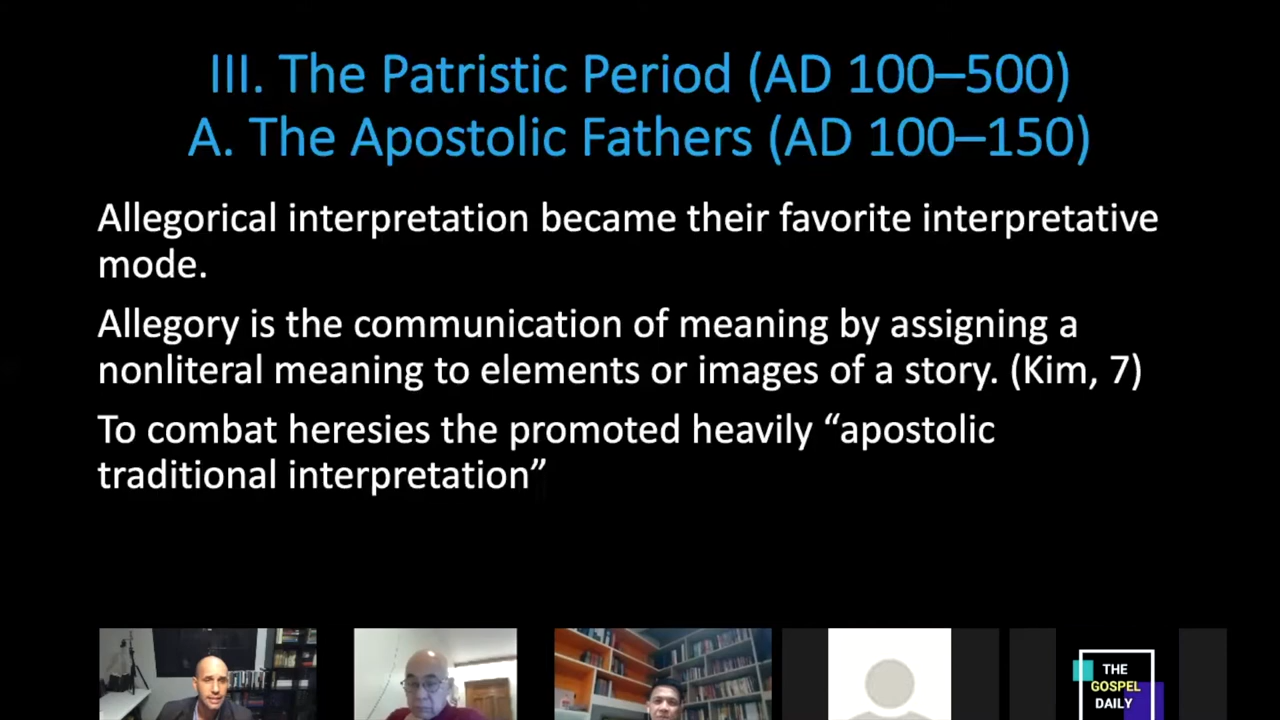 III. The Patristic Period (AD 100–500)
A. The Apostolic Fathers (AD 100–150)
Allegorical interpretation became their favorite interpretative
mode.
Allegory is the communication of meaning by assigning a
nonliteral meaning to elements or images of a story. (Kim, 7)
To combat heresies the promoted heavily “apostolic
traditional interpretation”
THE
GOSPEL
DAILY